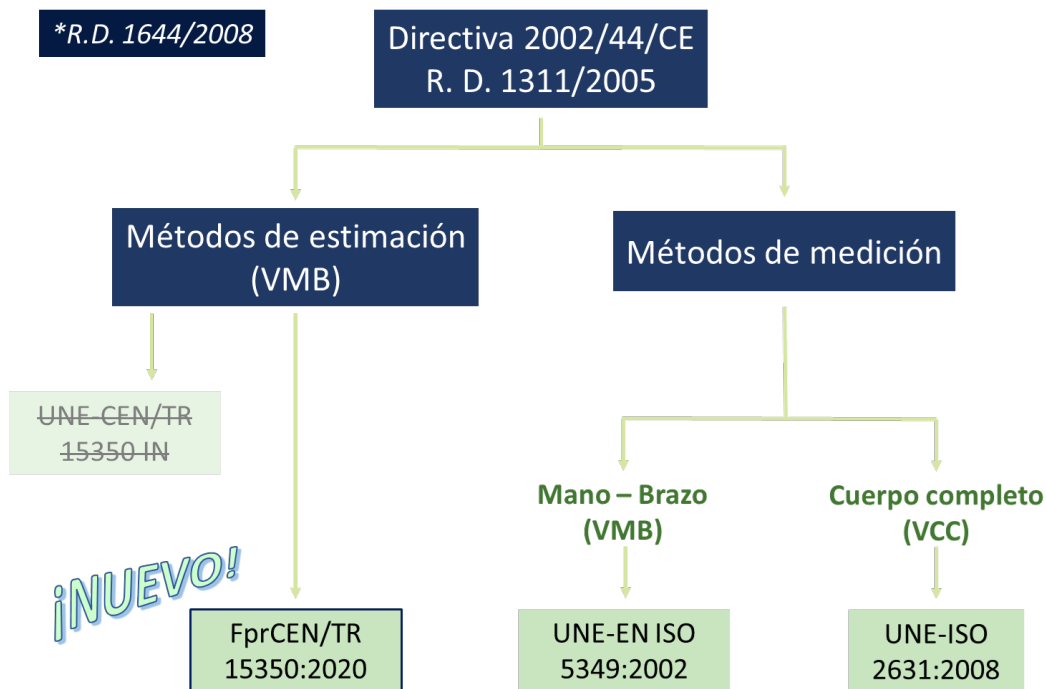 *R.D. 1644/2008
Directiva 2002/44/CE
R. D. 1311/2005
Métodos de estimación
(VMB)
Métodos de medición
UNE-CEN/TR
15350 IN
Mano – Brazo
(VMB)
Cuerpo completo
(VCC)
¡NUEVO!
FprCEN/TR
15350:2020
UNE-EN ISO
5349:2002
UNE-ISO
2631:2008